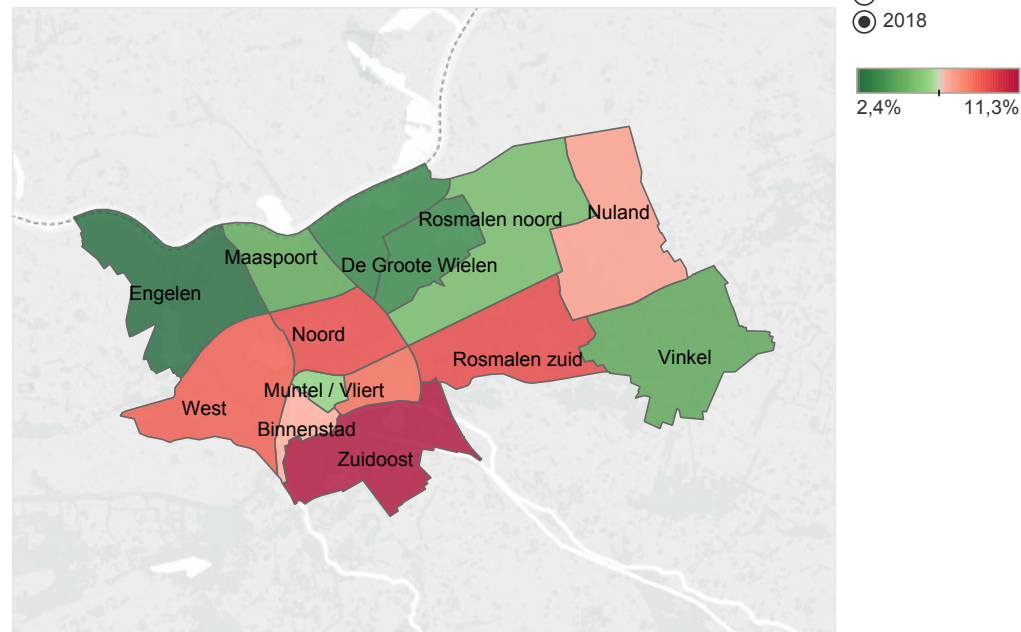 2018
2,4% 11,3%
Rosmalen noord
Nuland
Maaspoort
De Groote Wielen
Engelen
Noord
Rosmalen zuid
Vinkel
Muntel / Vliert
West
Binnenstad
Zuidoost